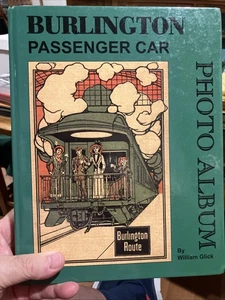 BURLINGTON
PASSENGER CAR
PHOTO ALBUM
Burlington
Route
By
William Glick